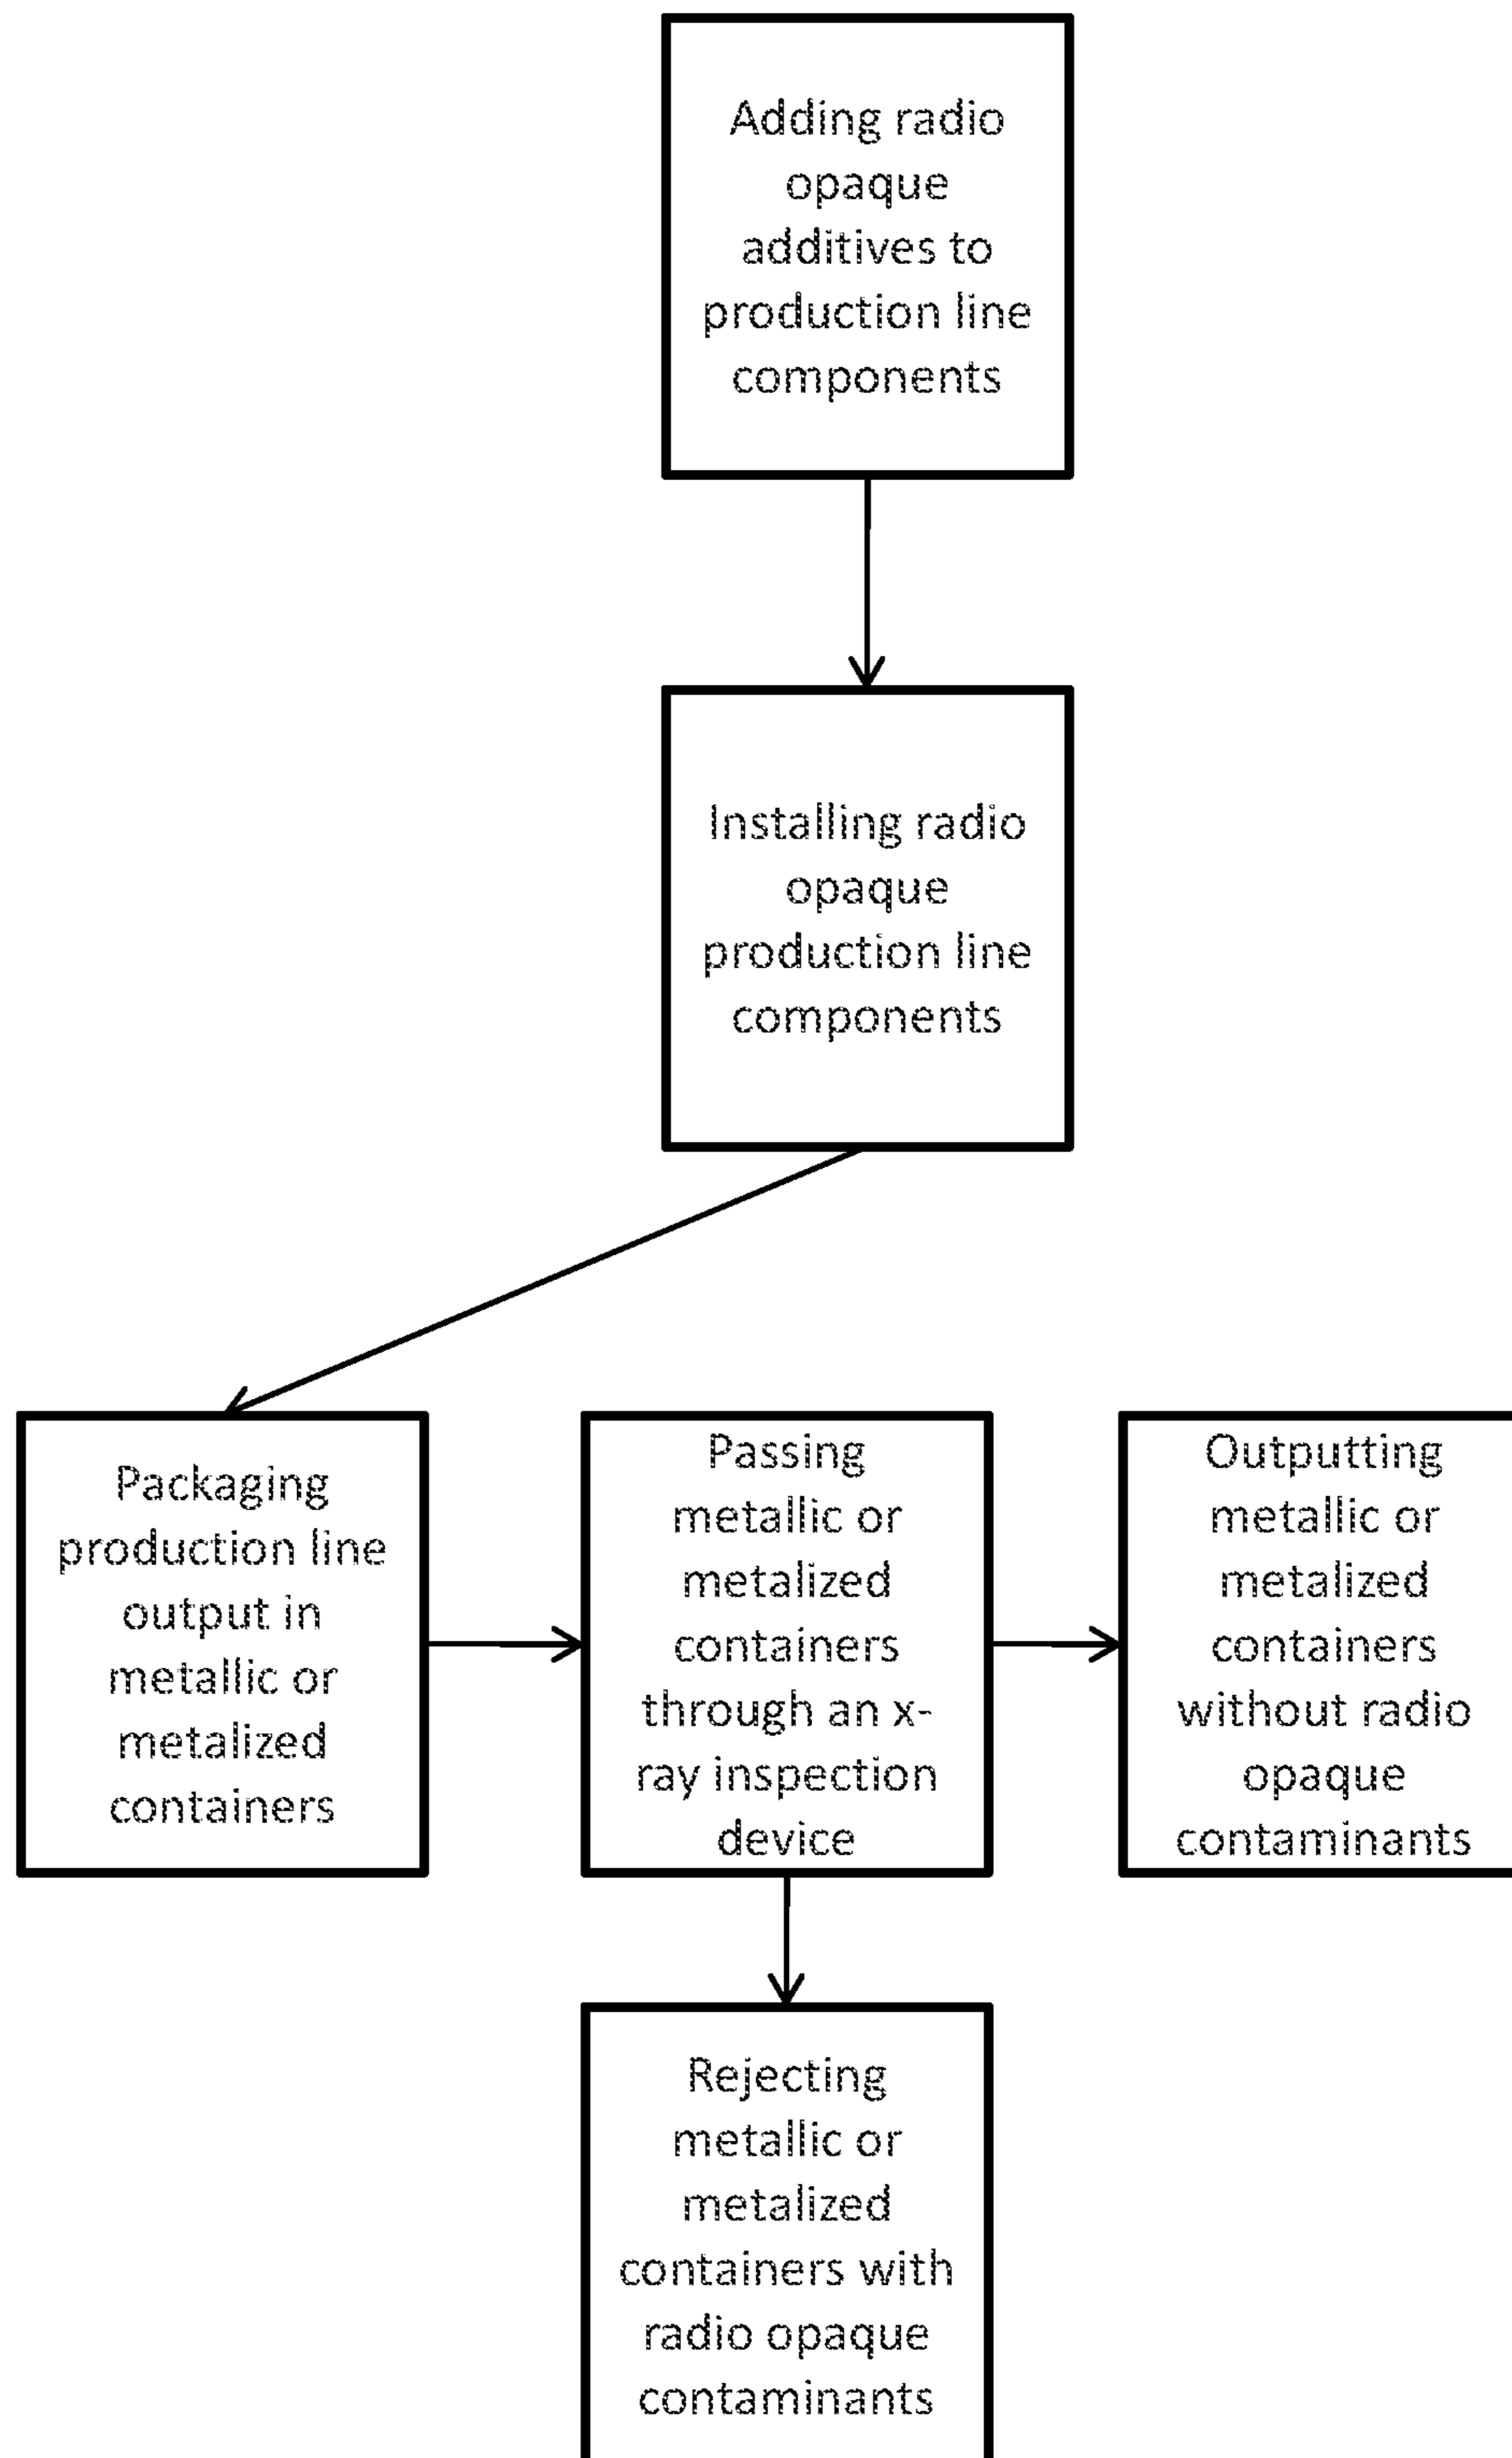 Adding radio
opaque
additives to
production line
components
Installing radio
opaque
production line
components
Packaging
production line
output in
metallic or
metalized
containers
Passing
metallic or
metalized
containers
through an x-
ray inspection
device
Outputting
metallic or
metalized
containers
without radio
opaque
contaminants
Rejecting
metallic or
metalized
containers with
radio opaque
contaminants